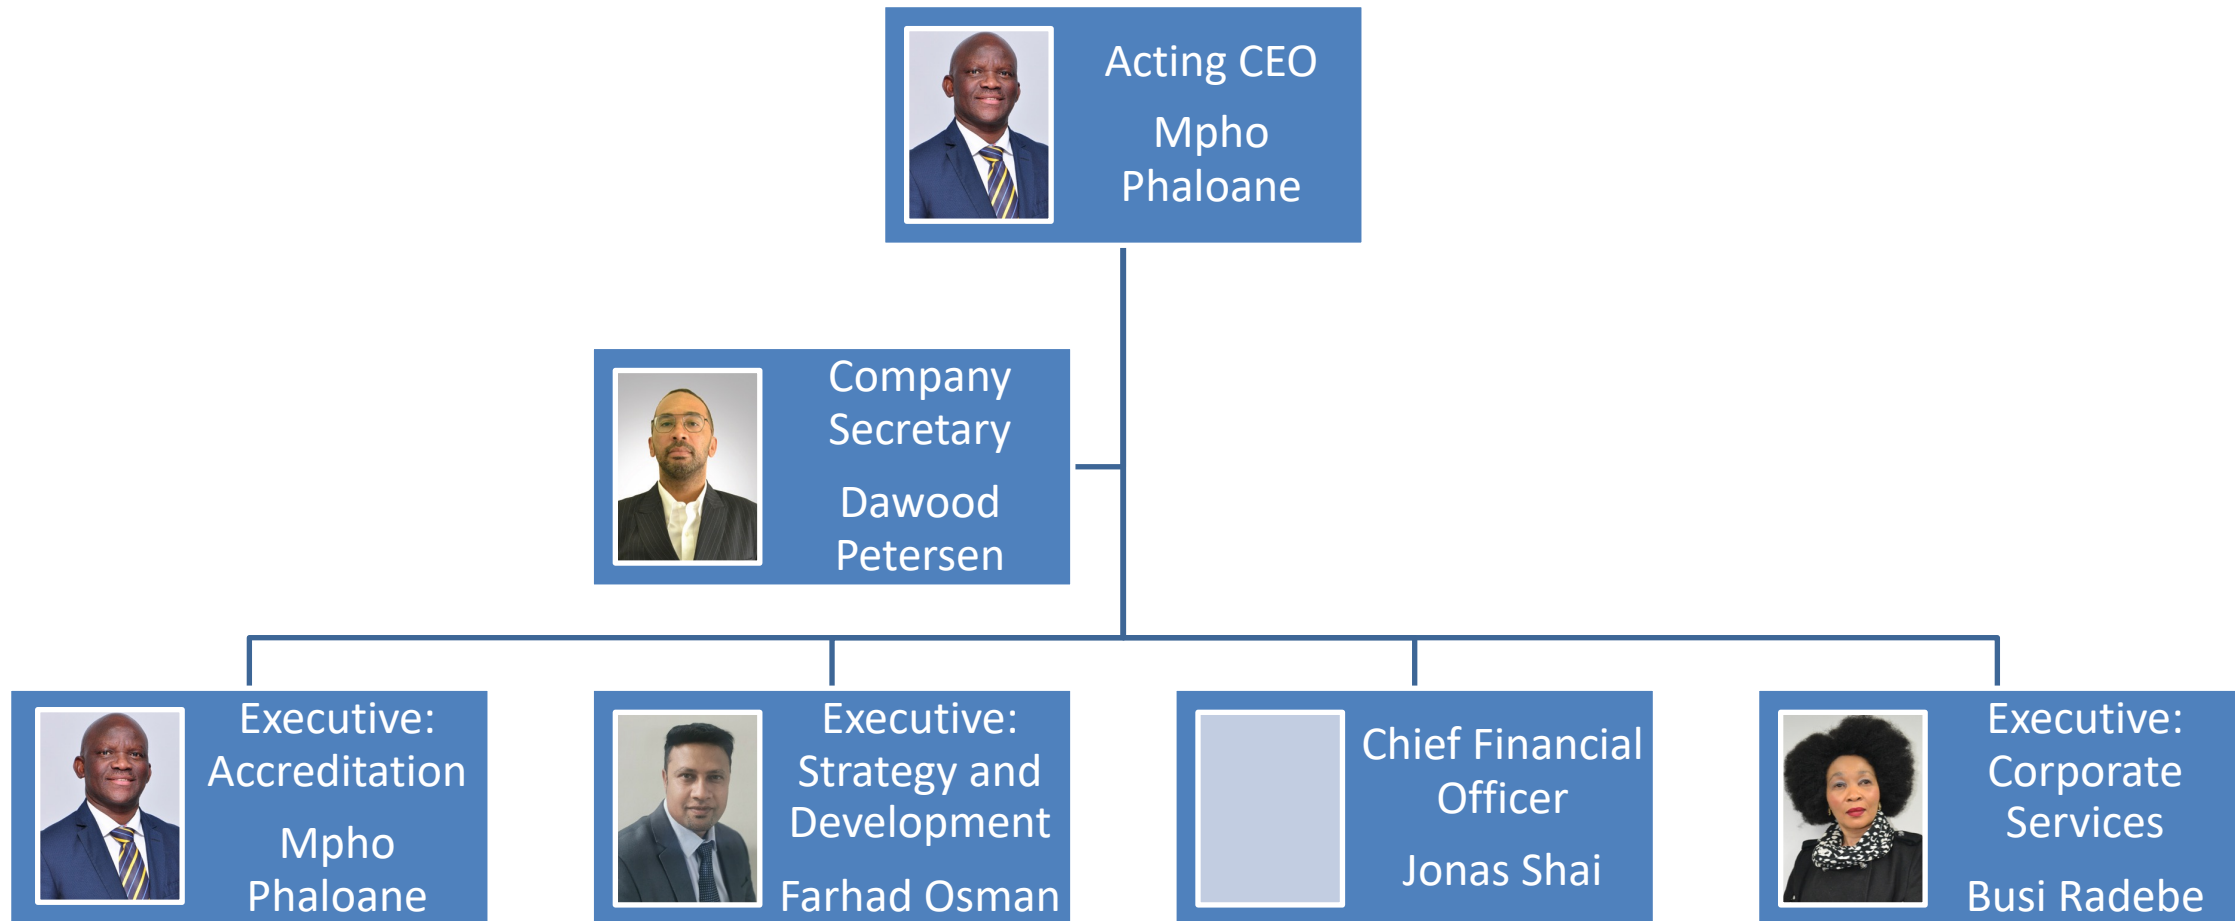 Acting CEO
Mpho
Phaloane
Company
Secretary
Dawood
Petersen
Executive:
Accreditation
Mpho
Phaloane
Executive:
Strategy and
Development
Farhad Osman
Chief Financial
Officer
Jonas Shai
Executive:
Corporate
Services
Busi Radebe